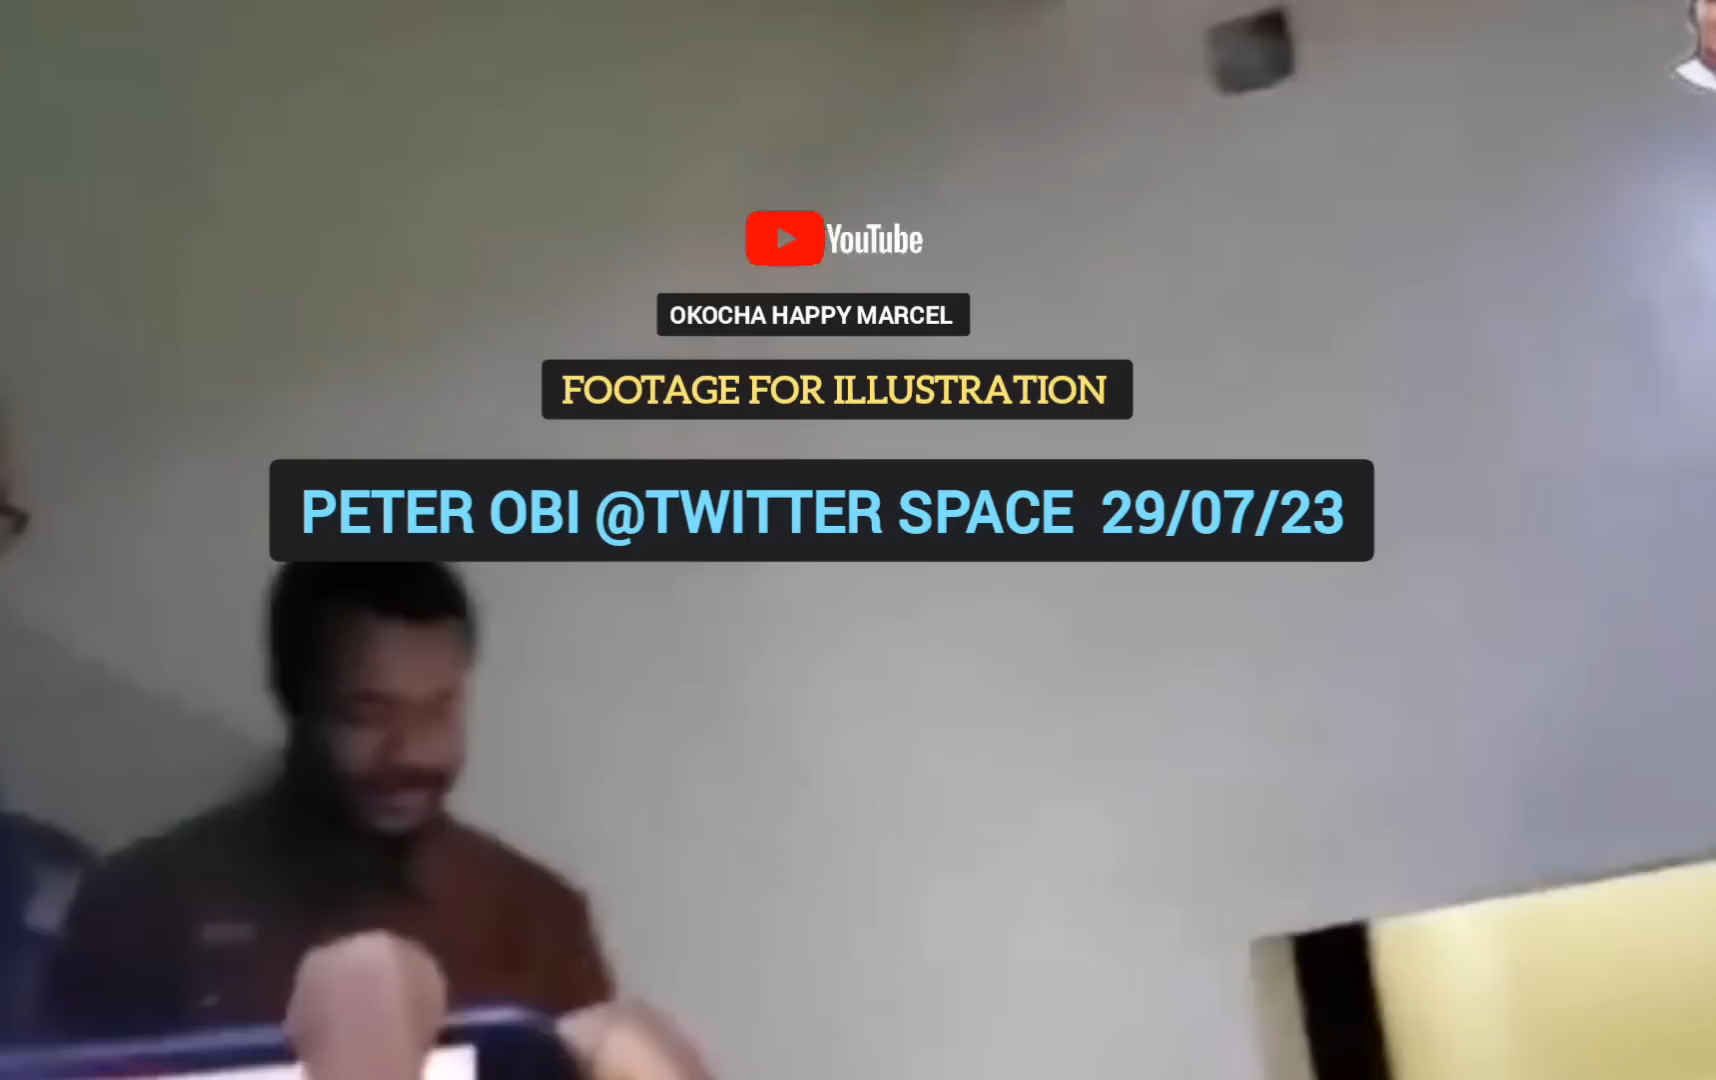 YouTube
OKOCHA HAPPY MARCEL
FOOTAGE FOR ILLUSTRATION
PETER OBI @TWITTER SPACE 29/07/23